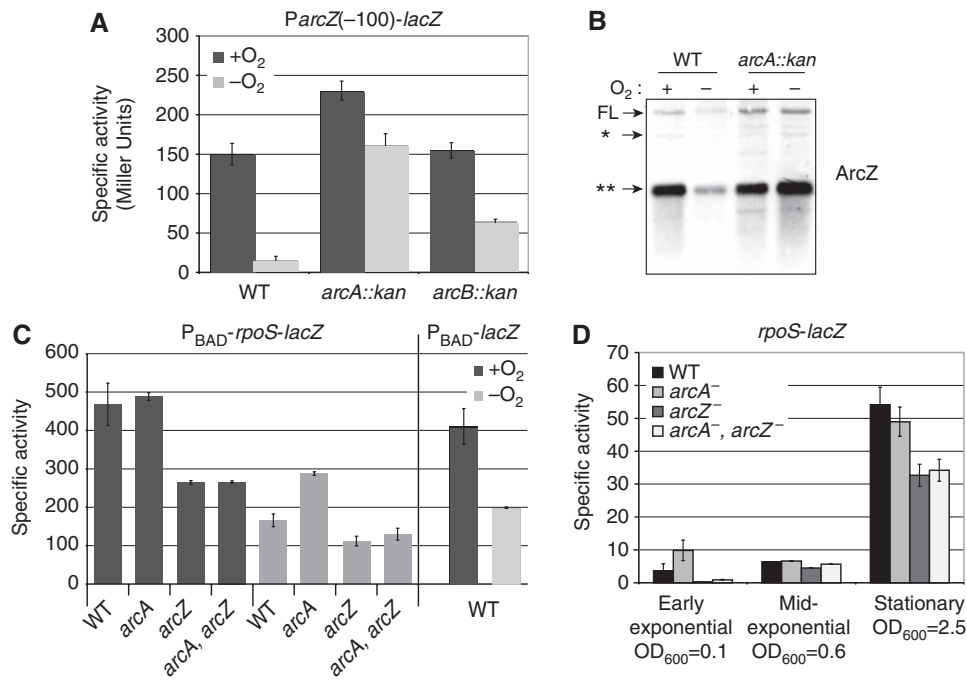 A
ParcZ(–100)-lacZ
Specific activity
(Miller Units)
300
250
200
150
100
50
0
+O2
–O2
WT
arcA::kan
arcB::kan
B
WT
arcA::kan
O2 :
+
–
+
–
FL
*
**
ArcZ
C
PBAD-rpoS-lacZ
PBAD-lacZ
Specific activity
600
500
400
300
200
100
0
+O2
–O2
WT
arcA
arcZ
arcA, arcZ
WT
arcA
arcZ
arcA, arcZ
WT
D
rpoS-lacZ
Specific activity
70
60
50
40
30
20
10
0
WT
arcA–
arcZ–
arcA–, arcZ–
Early
exponential
OD600=0.1
Mid-
exponential
OD600=0.6
Stationary
OD600=2.5